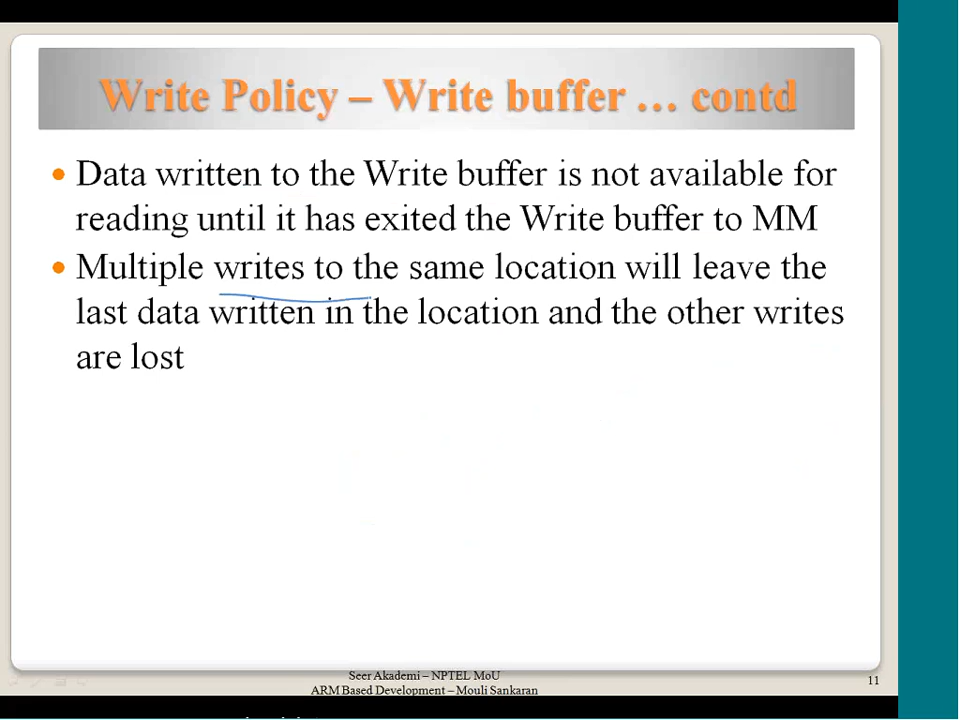 Write Policy – Write buffer … contd
Data written to the Write buffer is not available for
reading until it has exited the Write buffer to MM
Multiple writes to the same location will leave the
last data written in the location and the other writes
are lost
Seer Akademi – NPTEL MoU
ARM Based Development – Mouli Sankaran
11